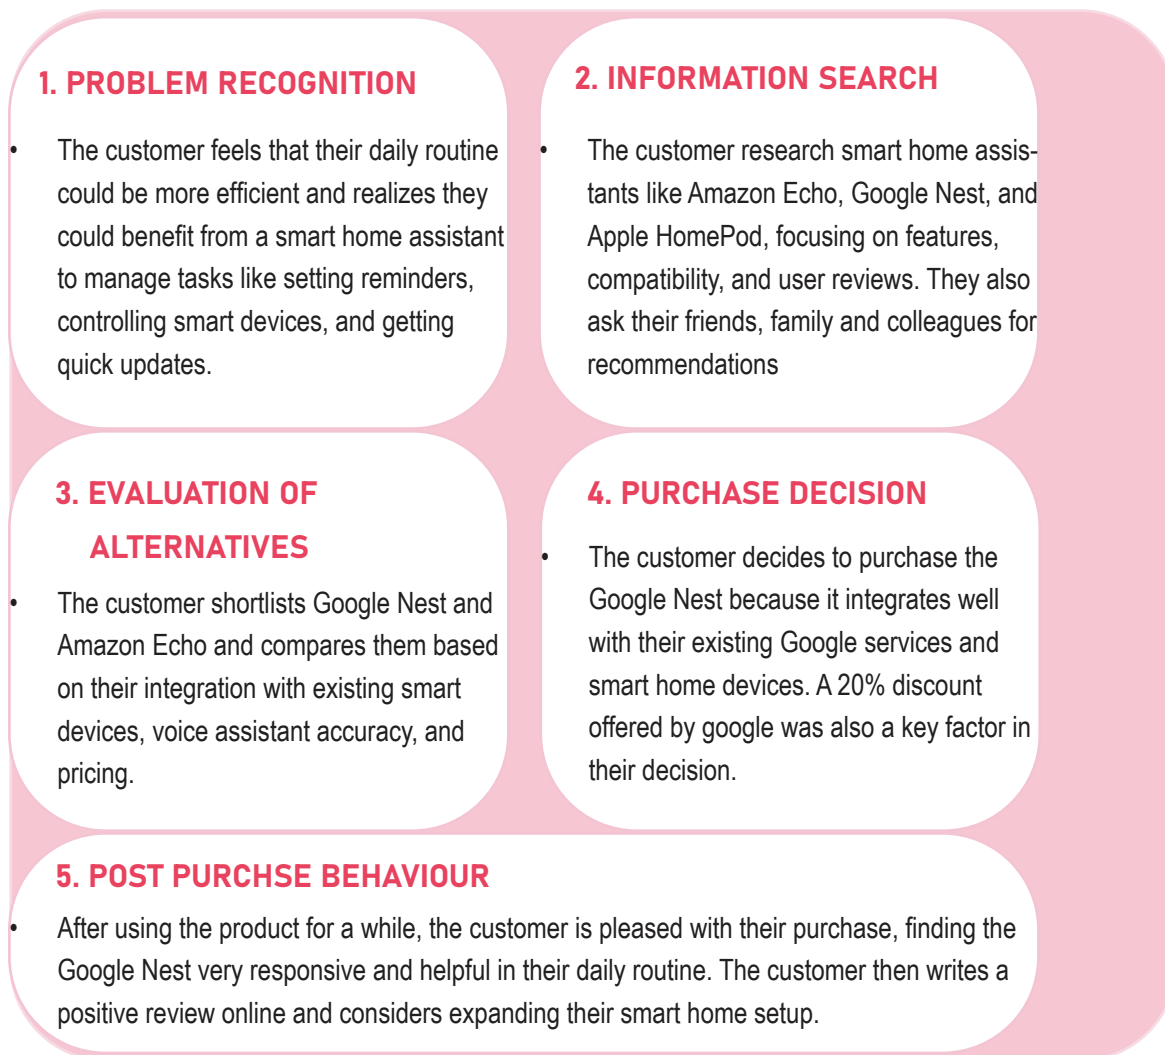 1. PROBLEM RECOGNITION
• The customer feels that their daily routine
could be more efficient and realizes they
could benefit from a smart home assistant
to manage tasks like setting reminders,
controlling smart devices, and getting
quick updates.
2. INFORMATION SEARCH
• The customer research smart home assis-
tants like Amazon Echo, Google Nest, and
Apple HomePod, focusing on features,
compatibility, and user reviews. They also
ask their friends, family and colleagues for
recommendations
3. EVALUATION OF
ALTERNATIVES
• The customer shortlists Google Nest and
Amazon Echo and compares them based
on their integration with existing smart
devices, voice assistant accuracy, and
pricing.
4. PURCHASE DECISION
• The customer decides to purchase the
Google Nest because it integrates well
with their existing Google services and
smart home devices. A 20% discount
offered by google was also a key factor in
their decision.
5. POST PURCHSE BEHAVIOUR
• After using the product for a while, the customer is pleased with their purchase, finding the
Google Nest very responsive and helpful in their daily routine. The customer then writes a
positive review online and considers expanding their smart home setup.